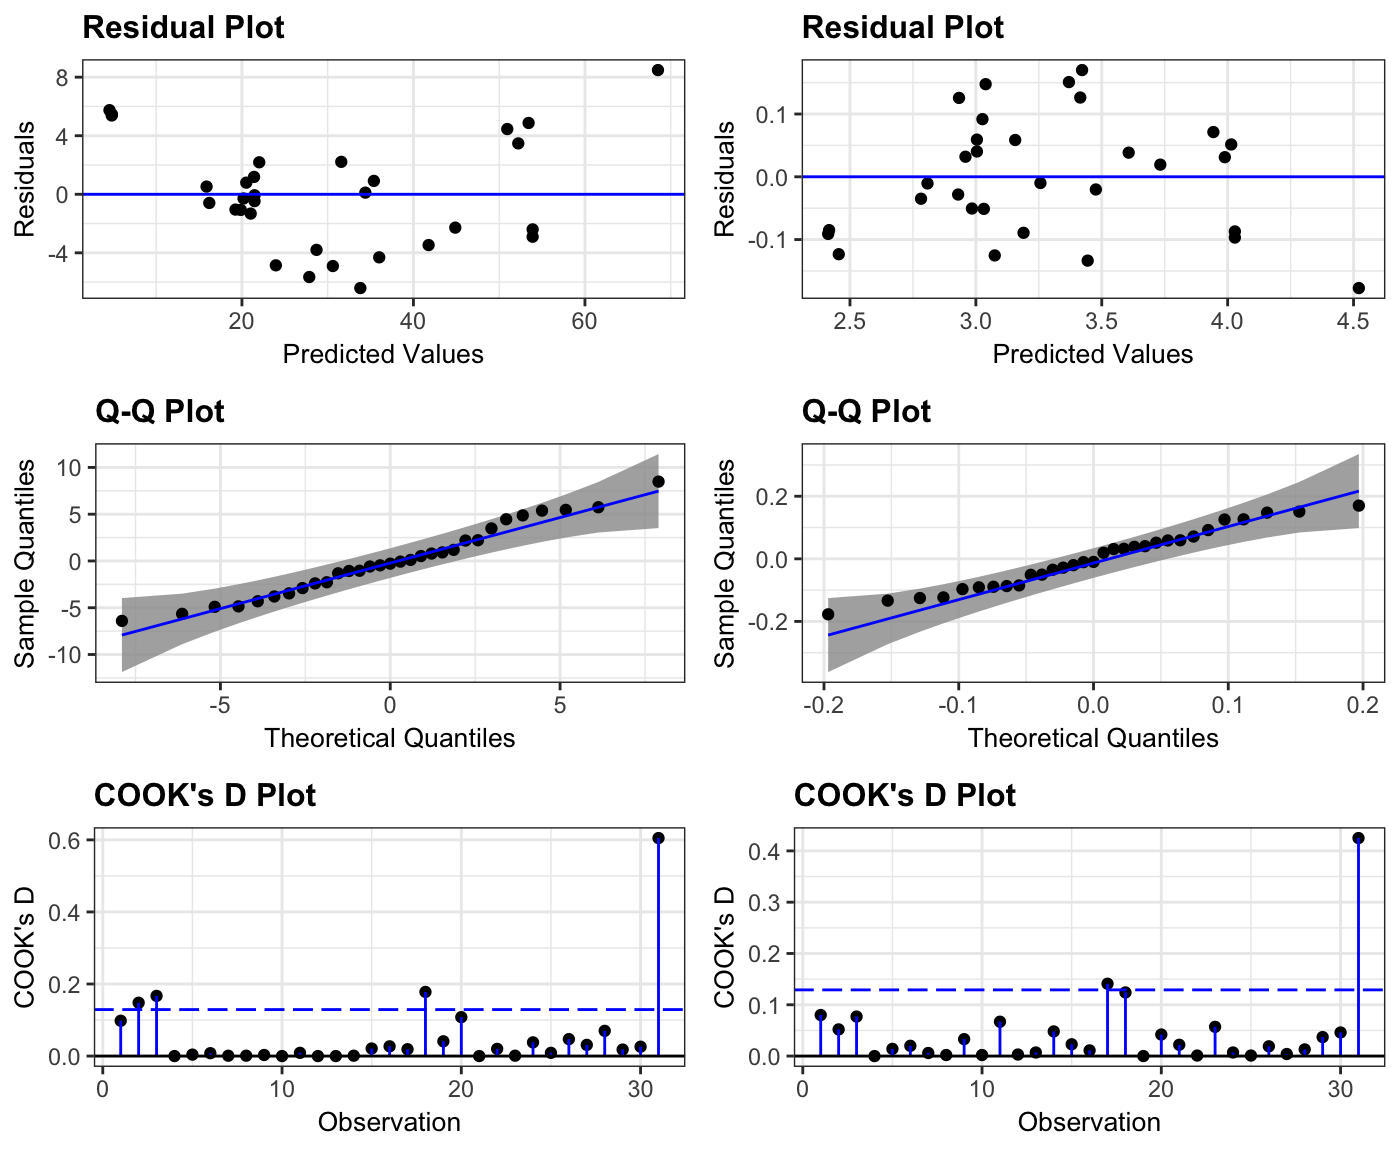 Residual Plot
8
4
0
-4
Residuals
20 40 60
Predicted Values
Residual Plot
0.1
0.0
-0.1
Residuals
2.5 3.0 3.5 4.0 4.5
Predicted Values
Q-Q Plot
10
5
0
-5
-10
Sample Quantiles
-5 0 5
Theoretical Quantiles
Q-Q Plot
0.2
0.0
-0.2
Sample Quantiles
-0.2 -0.1 0.0 0.1 0.2
Theoretical Quantiles
COOK's D Plot
0.6
0.4
0.2
0.0
COOK's D
0 10 20 30
Observation
COOK's D Plot
0.4
0.3
0.2
0.1
0.0
COOK's D
0 10 20 30
Observation